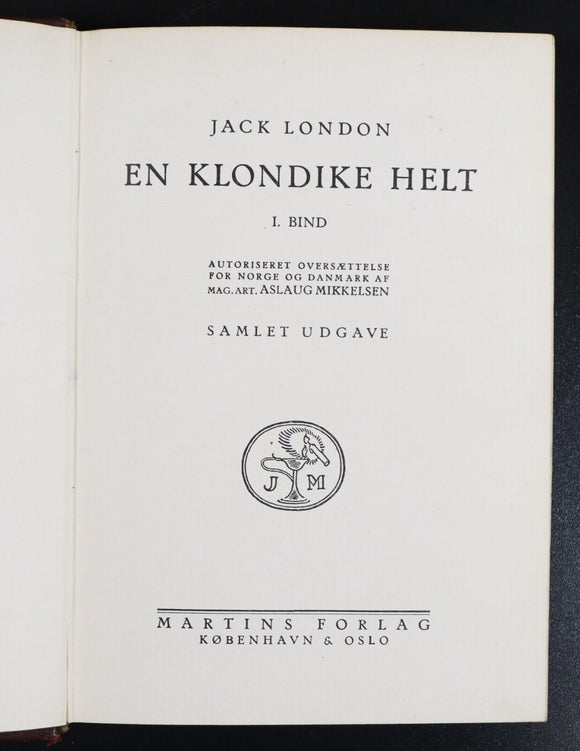 JACK LONDON
EN KLONDIKE HELT
I. BIND
AUTORISERET OVERSÆTTELSE
FOR NORGE OG DANMARK AF
MAG. ART. ASLAUG MIKKELSEN
SAMLET UDGAVE
J M
MARTINS FORLAG
KØBENHAVN & OSLO